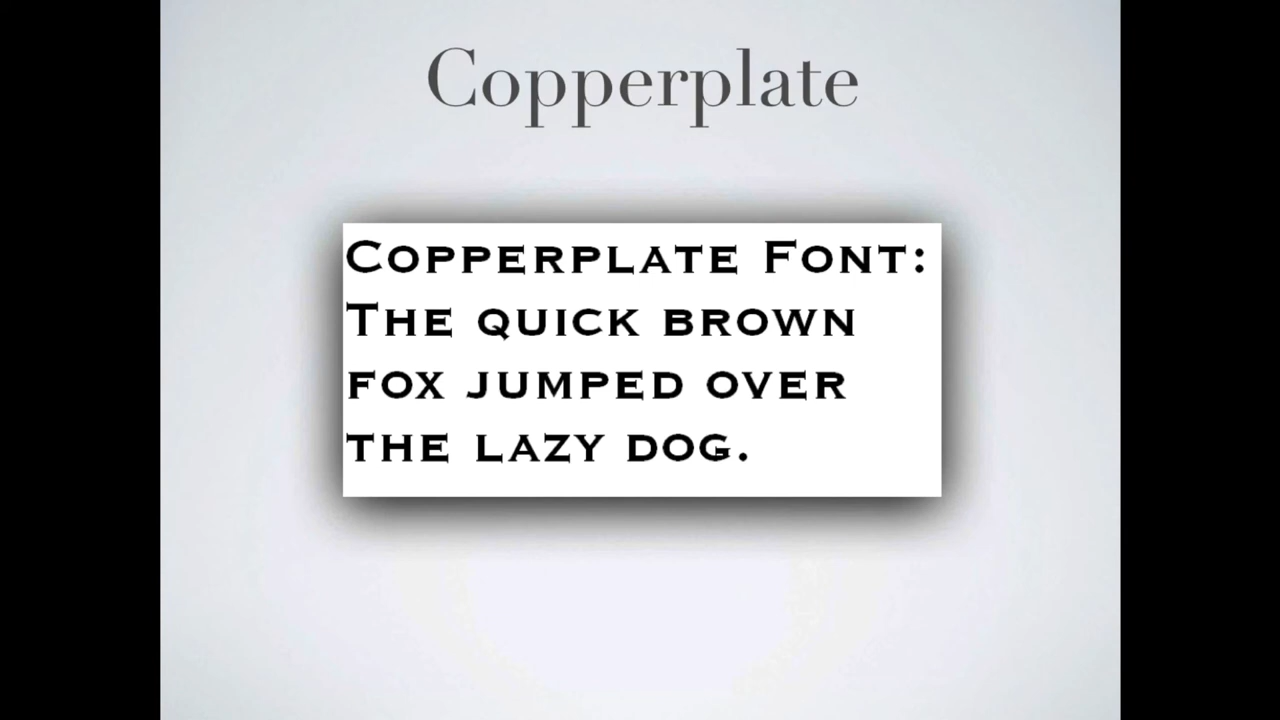 Copperplate
Copperplate Font:
The quick brown
fox jumped over
the lazy dog.